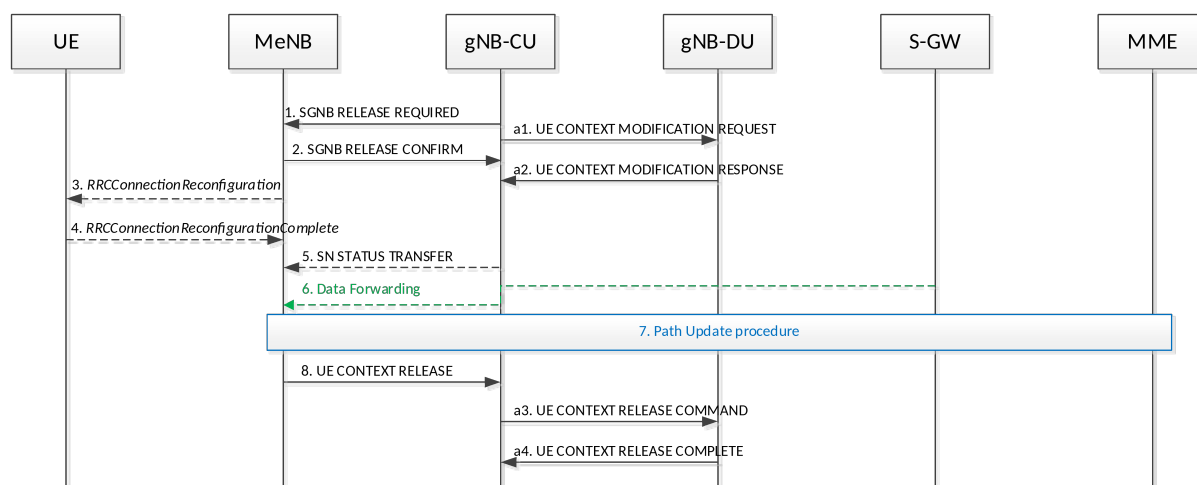 UE
MeNB
gNB-CU
gNB-DU
S-GW
MME
1. SGNB RELEASE REQUIRED
a1. UE CONTEXT MODIFICATION REQUEST
2. SGNB RELEASE CONFIRM
a2. UE CONTEXT MODIFICATION RESPONSE
3. RRCConnectionReconfiguration
4. RRCConnectionReconfigurationComplete
5. SN STATUS TRANSFER
6. Data Forwarding
7. Path Update procedure
8. UE CONTEXT RELEASE
a3. UE CONTEXT RELEASE COMMAND
a4. UE CONTEXT RELEASE COMPLETE